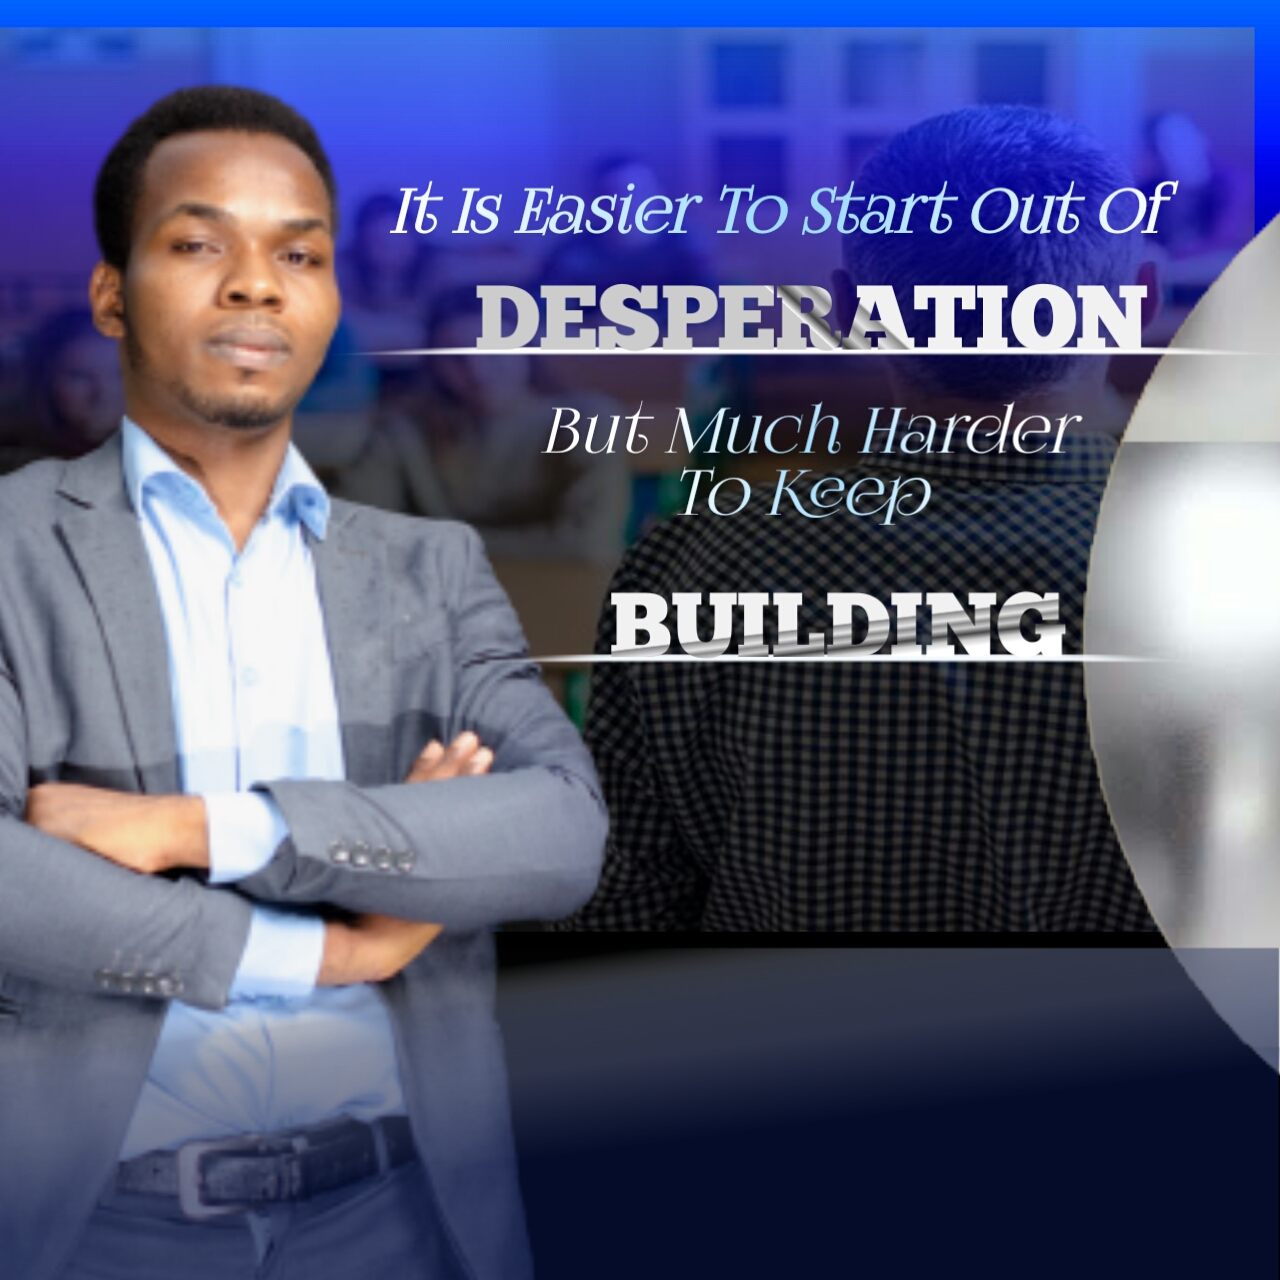 It Is Easier To Start Out Of
DESPERATION
But Much Harder
To Keep
BUILDING